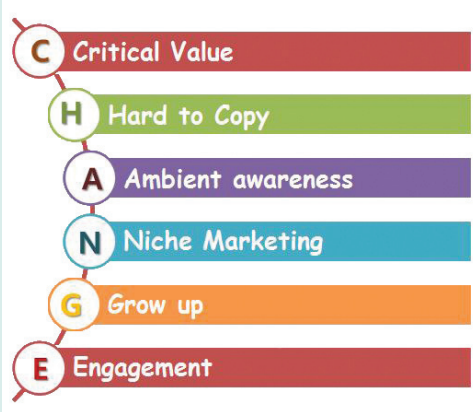 C Critical Value
H Hard to Copy
A Ambient awareness
N Niche Marketing
G Grow up
E Engagement